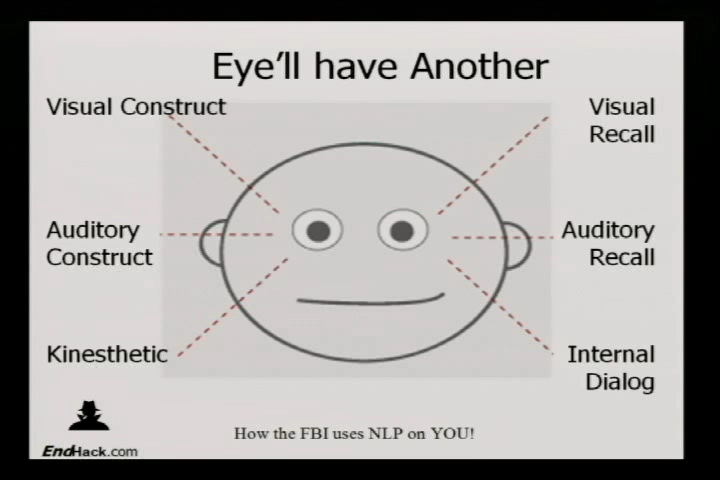 Eye'll have Another
Visual Construct
Visual
Recall
Auditory
Construct
Auditory
Recall
Kinesthetic
Internal
Dialog
How the FBI uses NLP on YOU!
EndHack.com